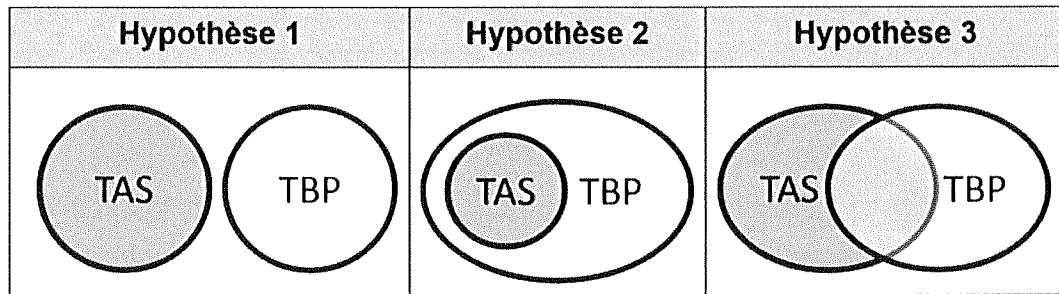 Hypothèse 1 Hypothèse 2 Hypothèse 3
TAS TBP TAS TBP TAS TBP